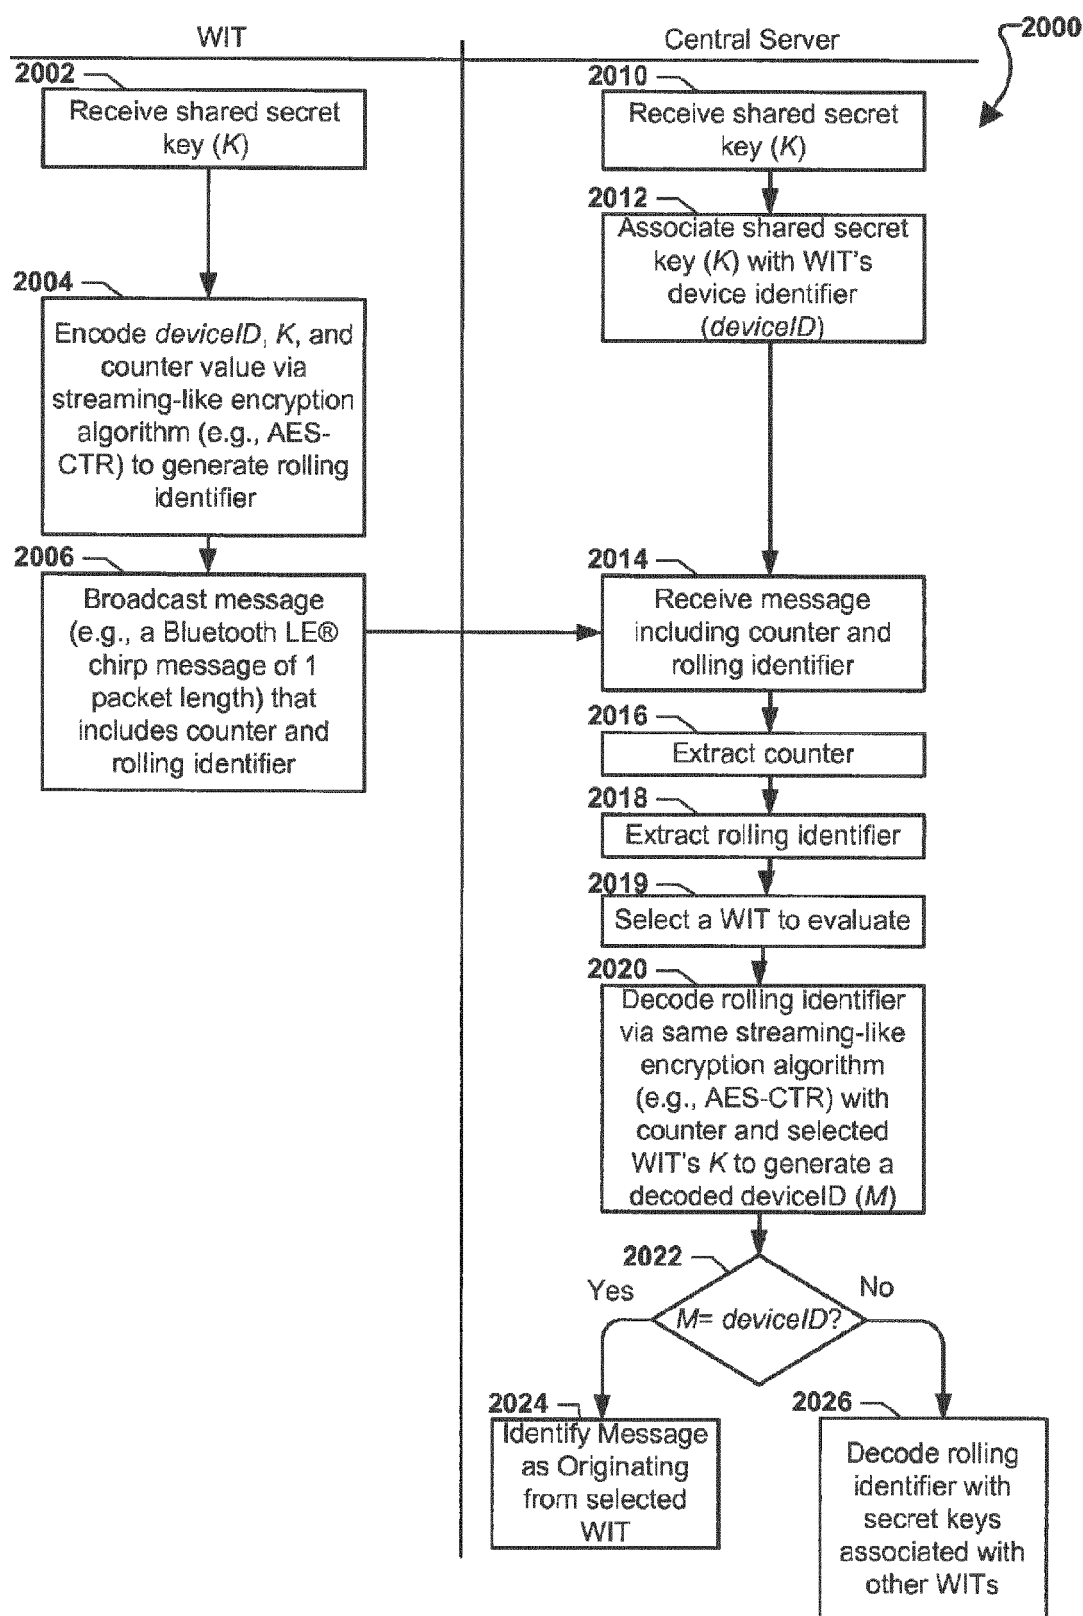 WIT
Central Server
2000
2002
Receive shared secret
key (K)
2004
Encode deviceID, K, and
counter value via
streaming-like encryption
algorithm (e.g., AES-
CTR) to generate rolling
identifier
2006
Broadcast message
(e.g., a Bluetooth LE®
chirp message of 1
packet length) that
includes counter and
rolling identifier
2010
Receive shared secret
key (K)
2012
Associate shared secret
key (K) with WIT's
device identifier
(deviceID)
2014
Receive message
including counter and
rolling identifier
2016
Extract counter
2018
Extract rolling identifier
2019
Select a WIT to evaluate
2020
Decode rolling identifier
via same streaming-like
encryption algorithm
(e.g., AES-CTR) with
counter and selected
WIT's K to generate a
decoded deviceID (M)
2022
Yes
No
M= deviceID?
2024
Identify Message
as Originating
from selected
WIT
2026
Decode rolling
identifier with
secret keys
associated with
other WITs